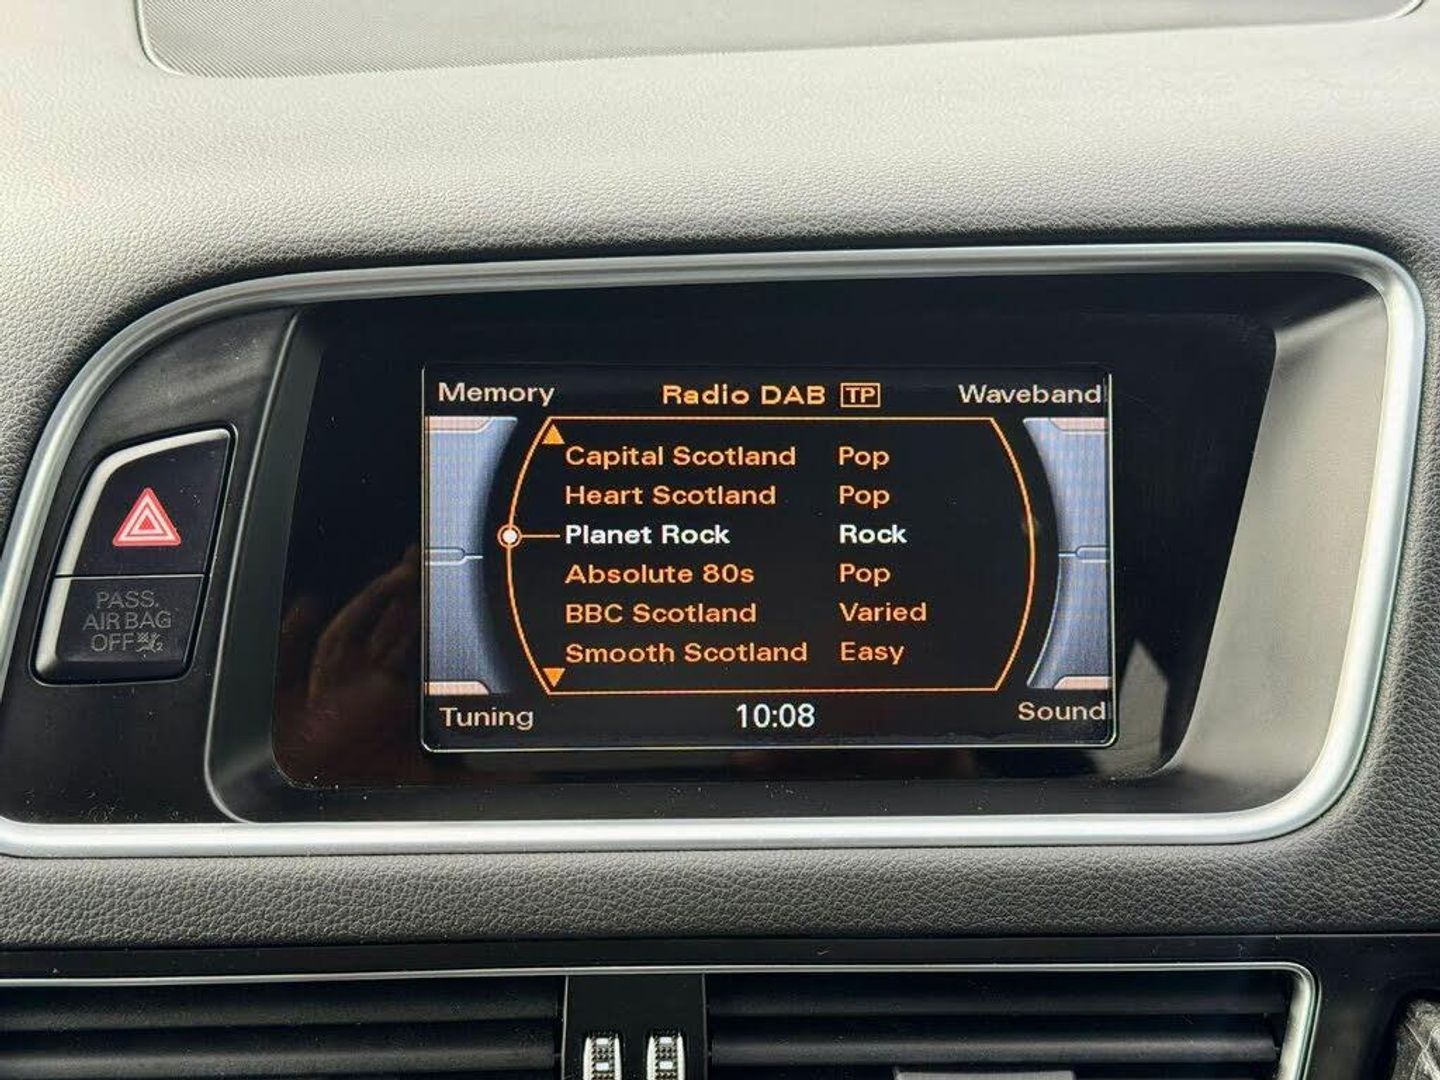 Memory Radio DAB TP Waveband
Capital Scotland Pop
Heart Scotland Pop
Planet Rock Rock
Absolute 80s Pop
BBC Scotland Varied
Smooth Scotland Easy
Tuning 10:08 Sound
PASS.
AIR BAG
OFF